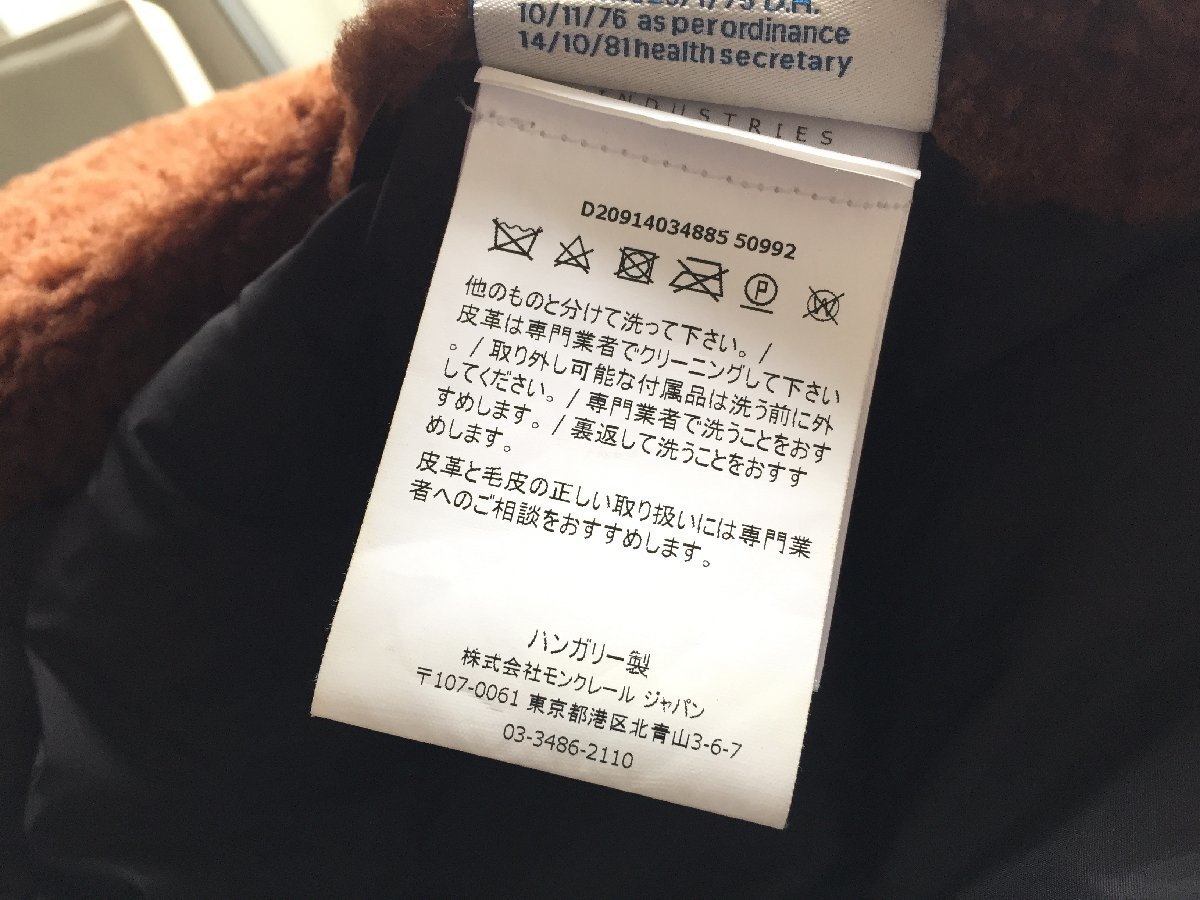 10/11/76 as per ordinance
14/10/81 health secretary
INDUSTRIES
D20914034885 50992
P
W
他のものと分けて洗って下さい。/
皮革は専門業者でクリーニングして下さい
。/ 取り外し可能な付属品は洗う前に外
してください。/ 専門業者で洗うことをおす
すめします。/ 裏返して洗うことをおすす
めします。
皮革と毛皮の正しい取り扱いには専門業
者へのご相談をおすすめします。
ハンガリー製
株式会社モンクレール ジャパン
〒107-0061 東京都港区北青山3-6-7
03-3486-2110